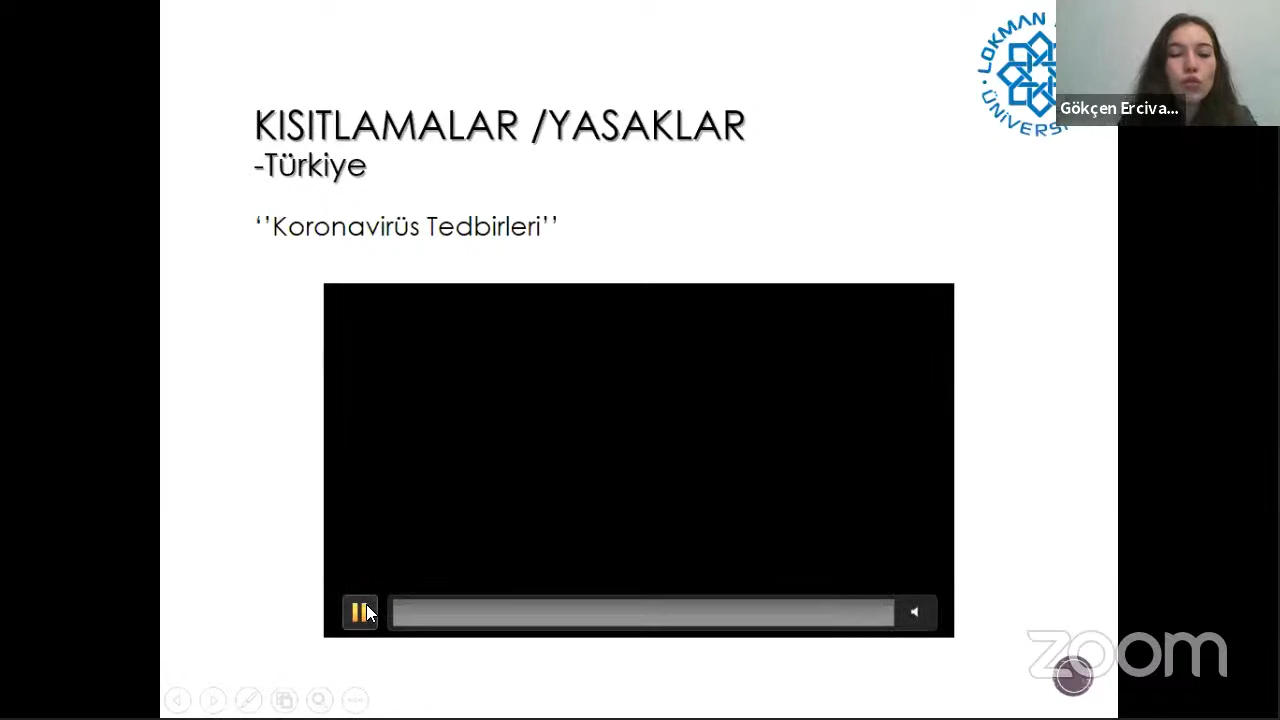 LOKMAN
ÜNİVERS
Gökçen Erciva...
KISITLAMALAR /YASAKLAR
-Türkiye
‘’Koronavirüs Tedbirleri’’
zoom